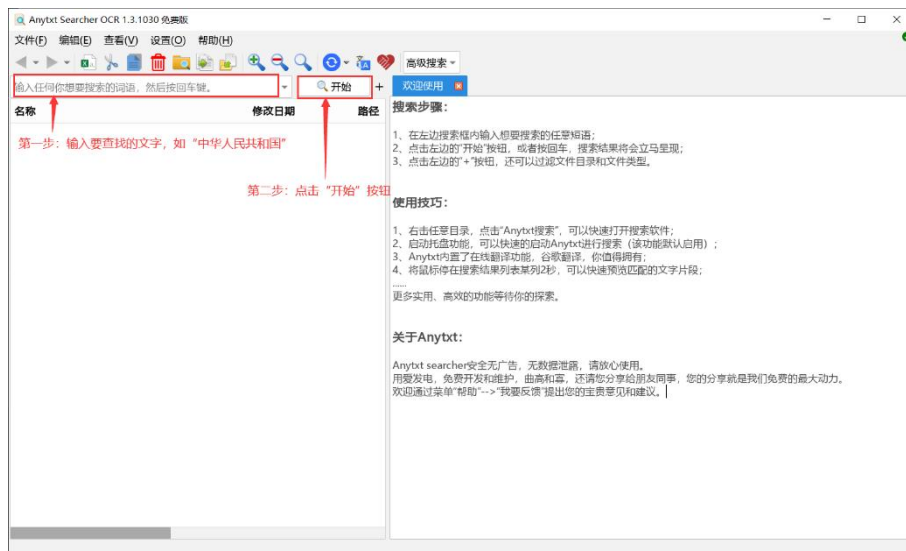 Anytxt Searcher OCR 1.3.1030 免费版
文件(F) 编辑(E) 查看(V) 设置(O) 帮助(H)
高级搜索
输入任何你想要搜索的词语，然后按回车键。 开始 + 欢迎使用
名称 修改日期 路径
第一步：输入要查找的文字，如“中华人民共和国”
第二步：点击“开始”按钮
搜索步骤：
1、在左边搜索框内输入想要搜索的任意短语；
2、点击左边的“开始”按钮，或者按回车，搜索结果将会立马呈现；
3、点击左边的“+”按钮，还可以过滤文件目录和文件类型。
使用技巧：
1、右击任意目录，点击“Anytxt搜索”，可以快速打开搜索软件；
2、启动托盘功能，可以快速的启动Anytxt进行搜索（该功能默认启用）；
3、Anytxt内置了在线翻译功能，谷歌翻译，你值得拥有；
4、将鼠标停在搜索结果列表某列2秒，可以快速预览匹配的文字片段；
......
更多实用、高效的功能等待你的探索。
关于Anytxt：
Anytxt searcher安全无广告，无数据泄露，请放心使用。
用爱发电，免费开发和维护，曲高和寡，还请您分享给朋友同事，您的分享就是我们免费的最大动力。
欢迎通过菜单“帮助”-->“我要反馈”提出您的宝贵意见和建议。